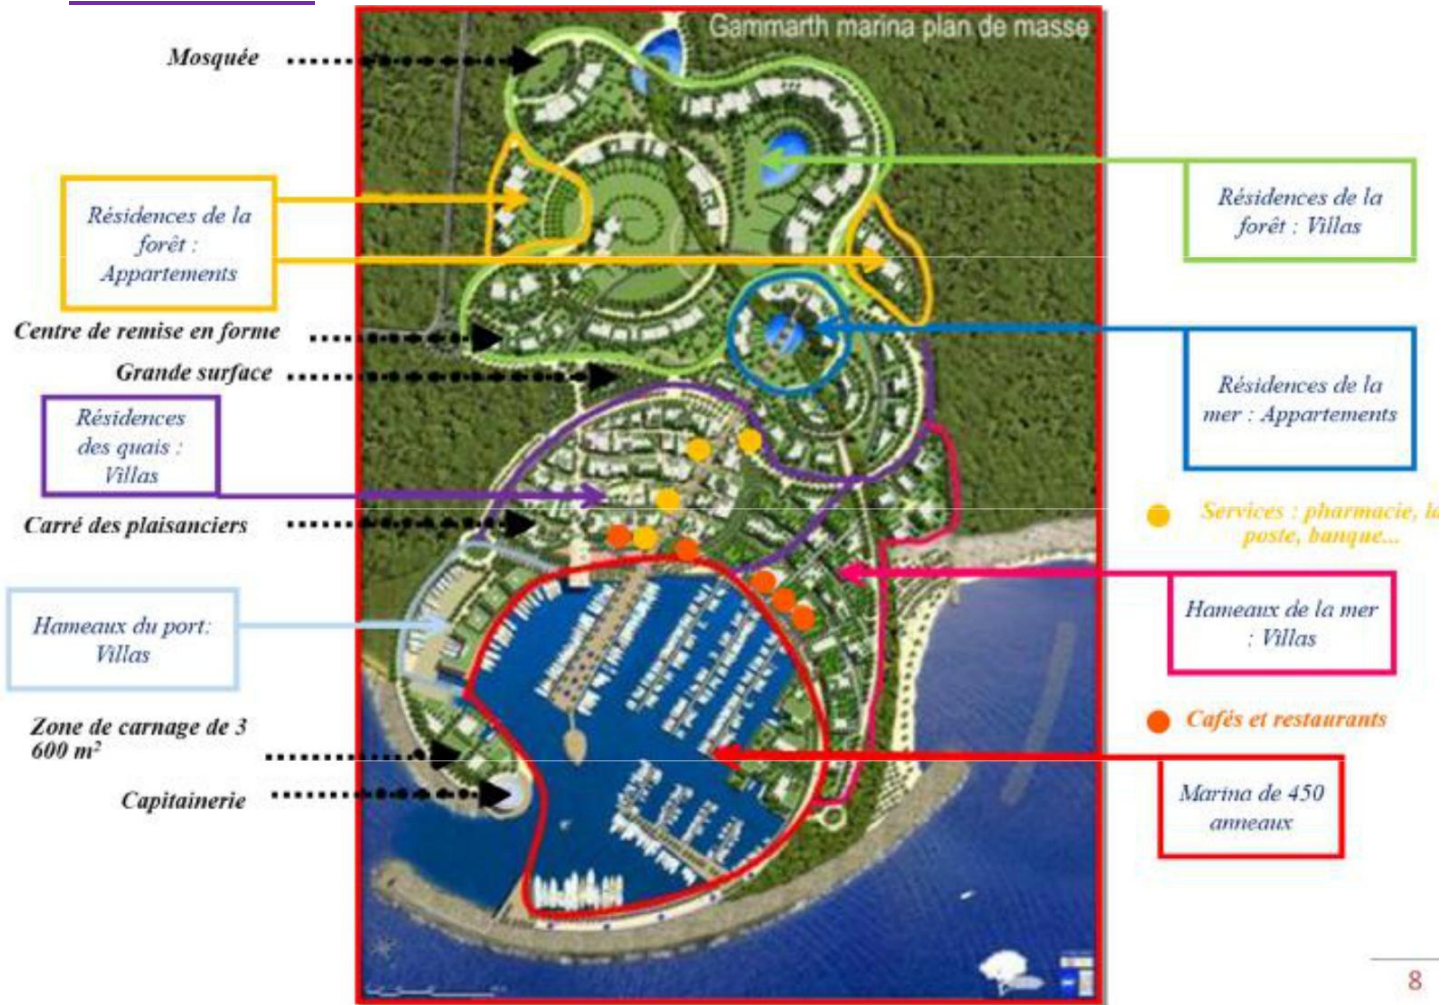 Gammarth marina plan de masse
Mosquée
Résidences de la
forêt :
Appartements
Centre de remise en forme
Grande surface
Résidences
des quais :
Villas
Carré des plaisanciers
Hameaux du port:
Villas
Zone de carnage de 3
600 m²
Capitainerie
Résidences de la
forêt : Villas
Résidences de la
mer : Appartements
Services : pharmacie, la
poste, banque...
Hameaux de la mer
: Villas
Cafés et restaurants
Marina de 450
anneaux
8